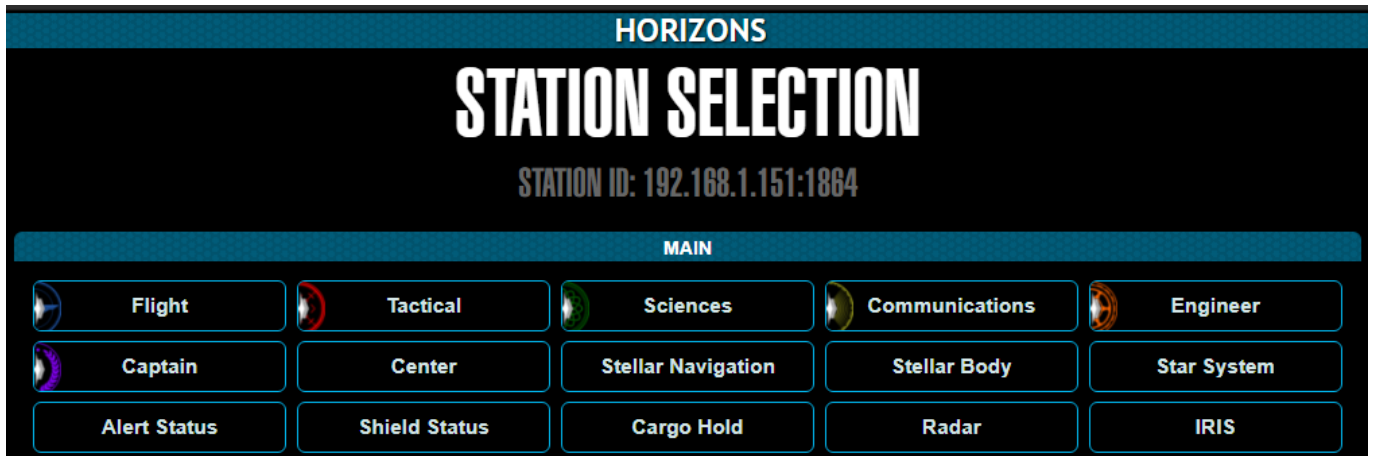 HORIZONS
STATION SELECTION
STATION ID: 192.168.1.151:1864
MAIN
Flight Tactical Sciences Communications Engineer
Captain Center Stellar Navigation Stellar Body Star System
Alert Status Shield Status Cargo Hold Radar IRIS